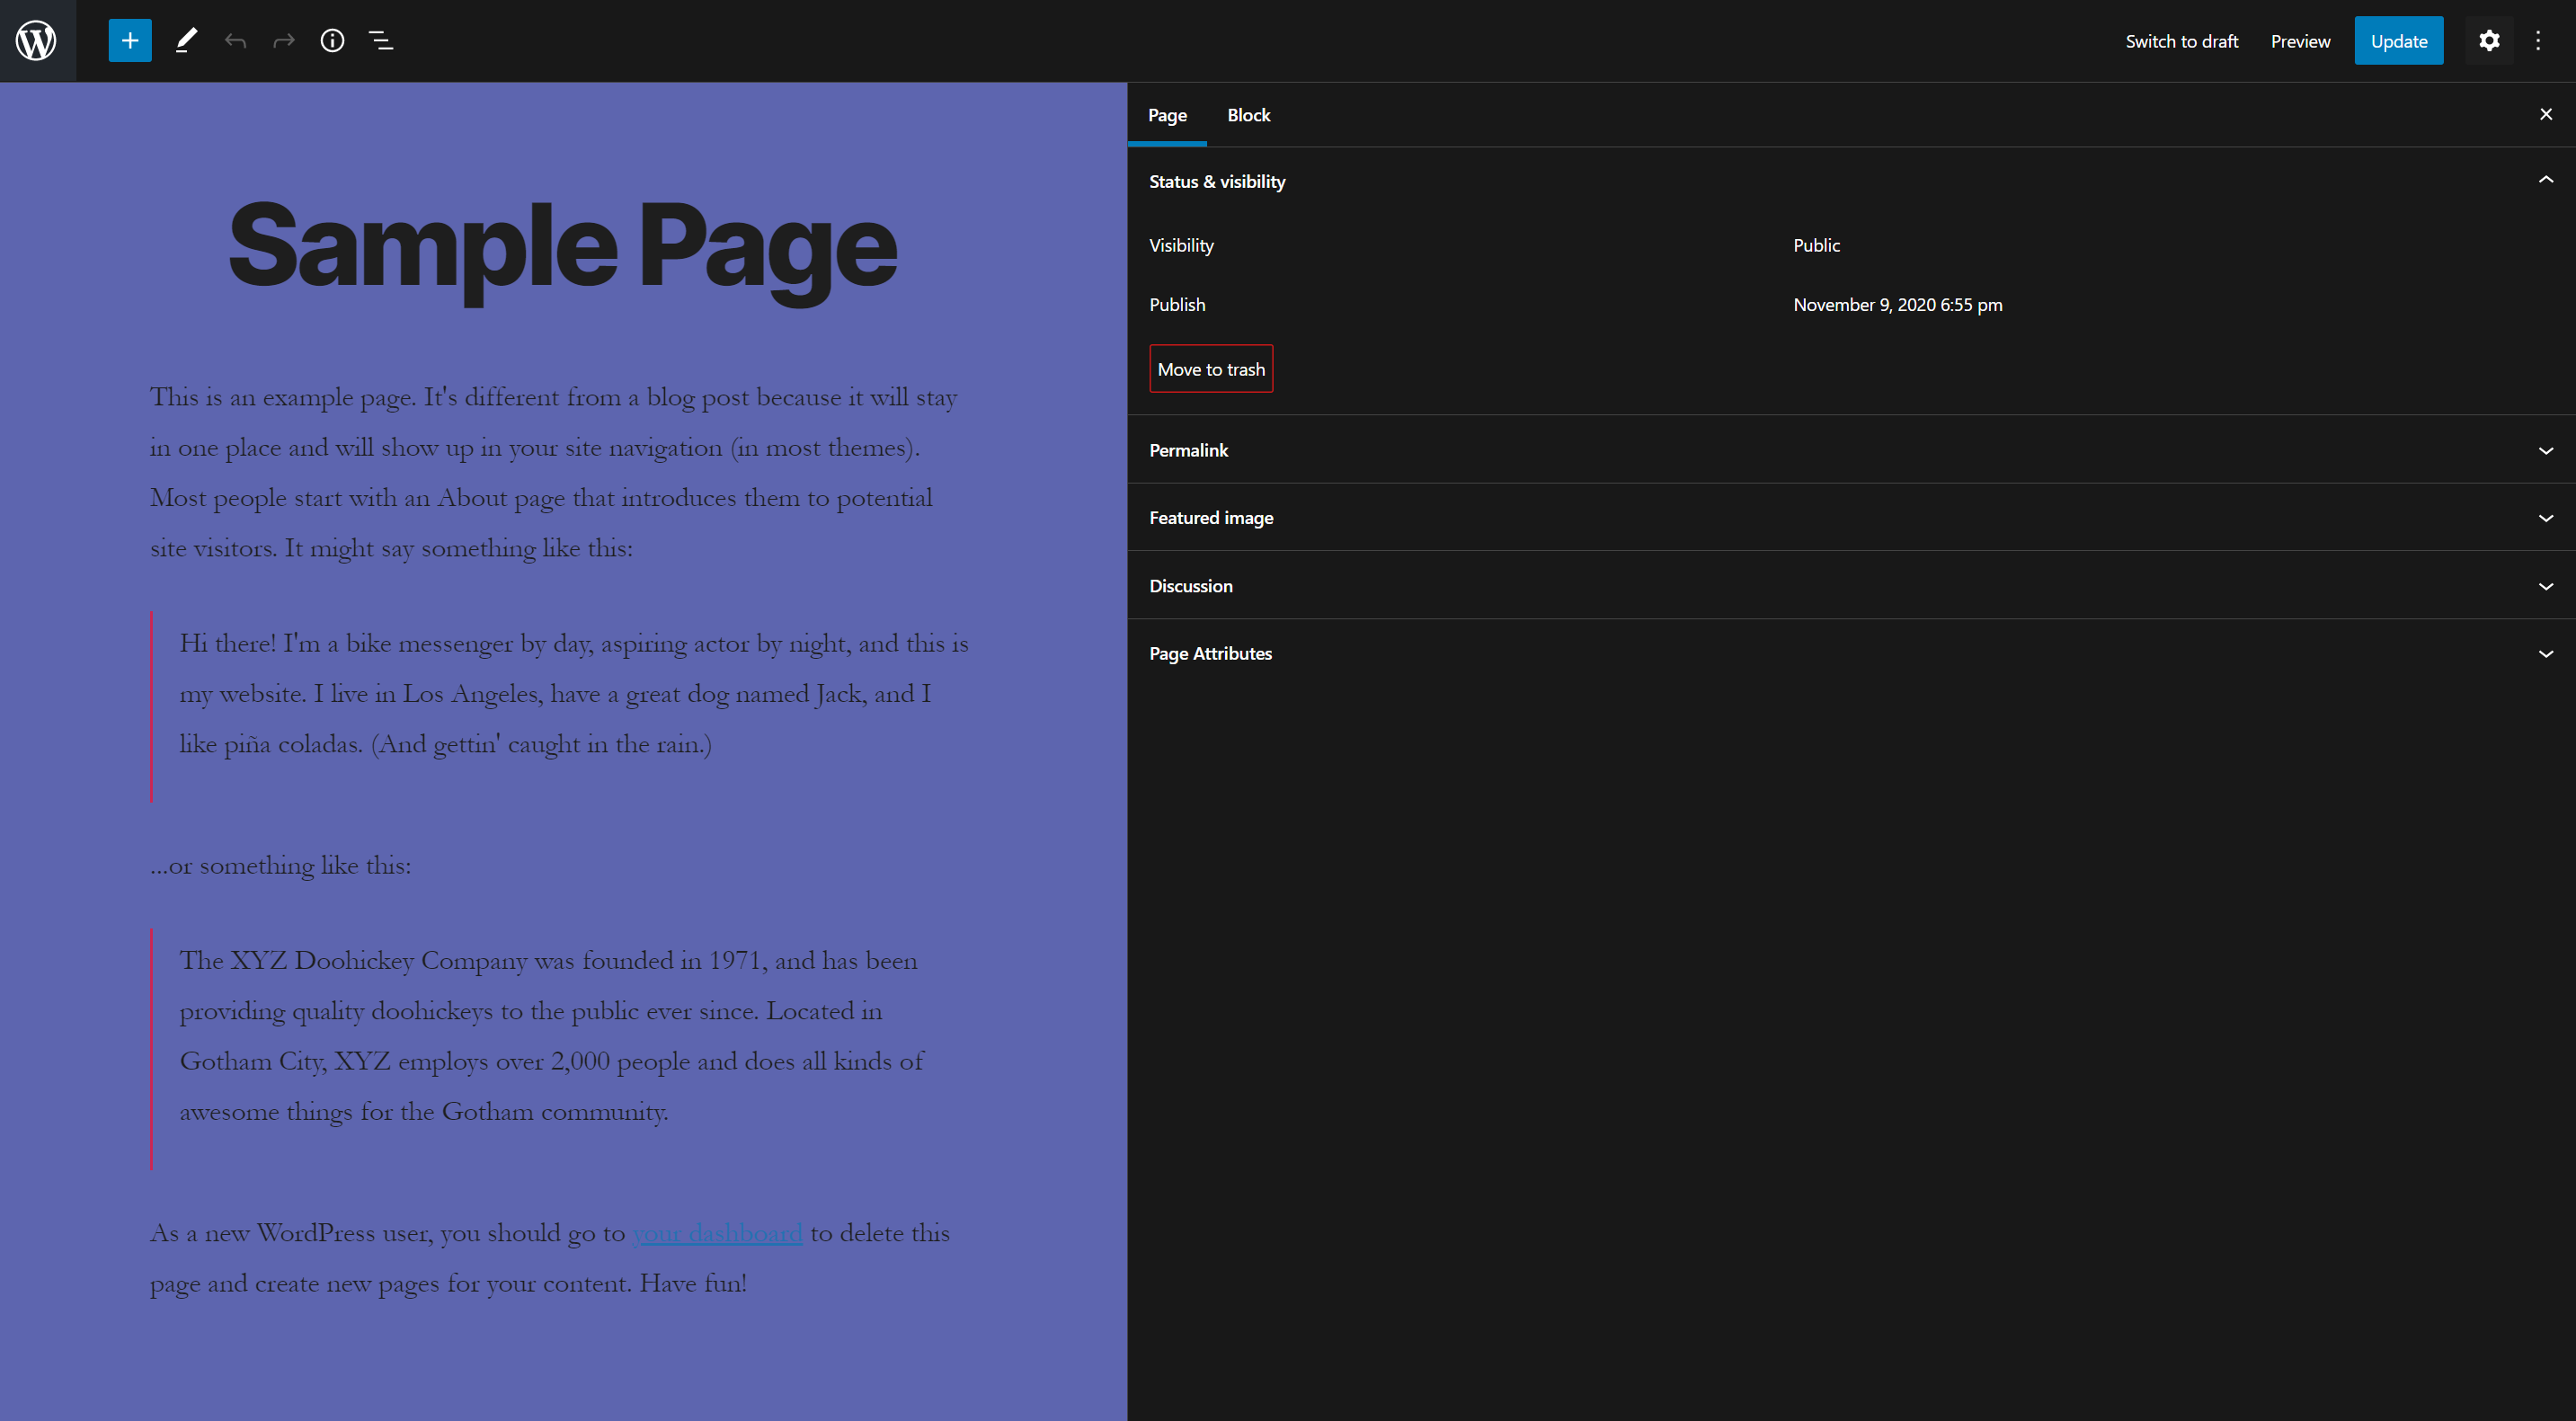 Switch to draft Preview Update
Page Block
Status & visibility
Visibility Public
Publish November 9, 2020 6:55 pm
Move to trash
Permalink
Featured image
Discussion
Page Attributes
Sample Page
This is an example page. It's different from a blog post because it will stay
in one place and will show up in your site navigation (in most themes).
Most people start with an About page that introduces them to potential
site visitors. It might say something like this:
Hi there! I'm a bike messenger by day, aspiring actor by night, and this is
my website. I live in Los Angeles, have a great dog named Jack, and I
like piña coladas. (And gettin' caught in the rain.)
...or something like this:
The XYZ Doohickey Company was founded in 1971, and has been
providing quality doohickeys to the public ever since. Located in
Gotham City, XYZ employs over 2,000 people and does all kinds of
awesome things for the Gotham community.
As a new WordPress user, you should go to your dashboard to delete this
page and create new pages for your content. Have fun!